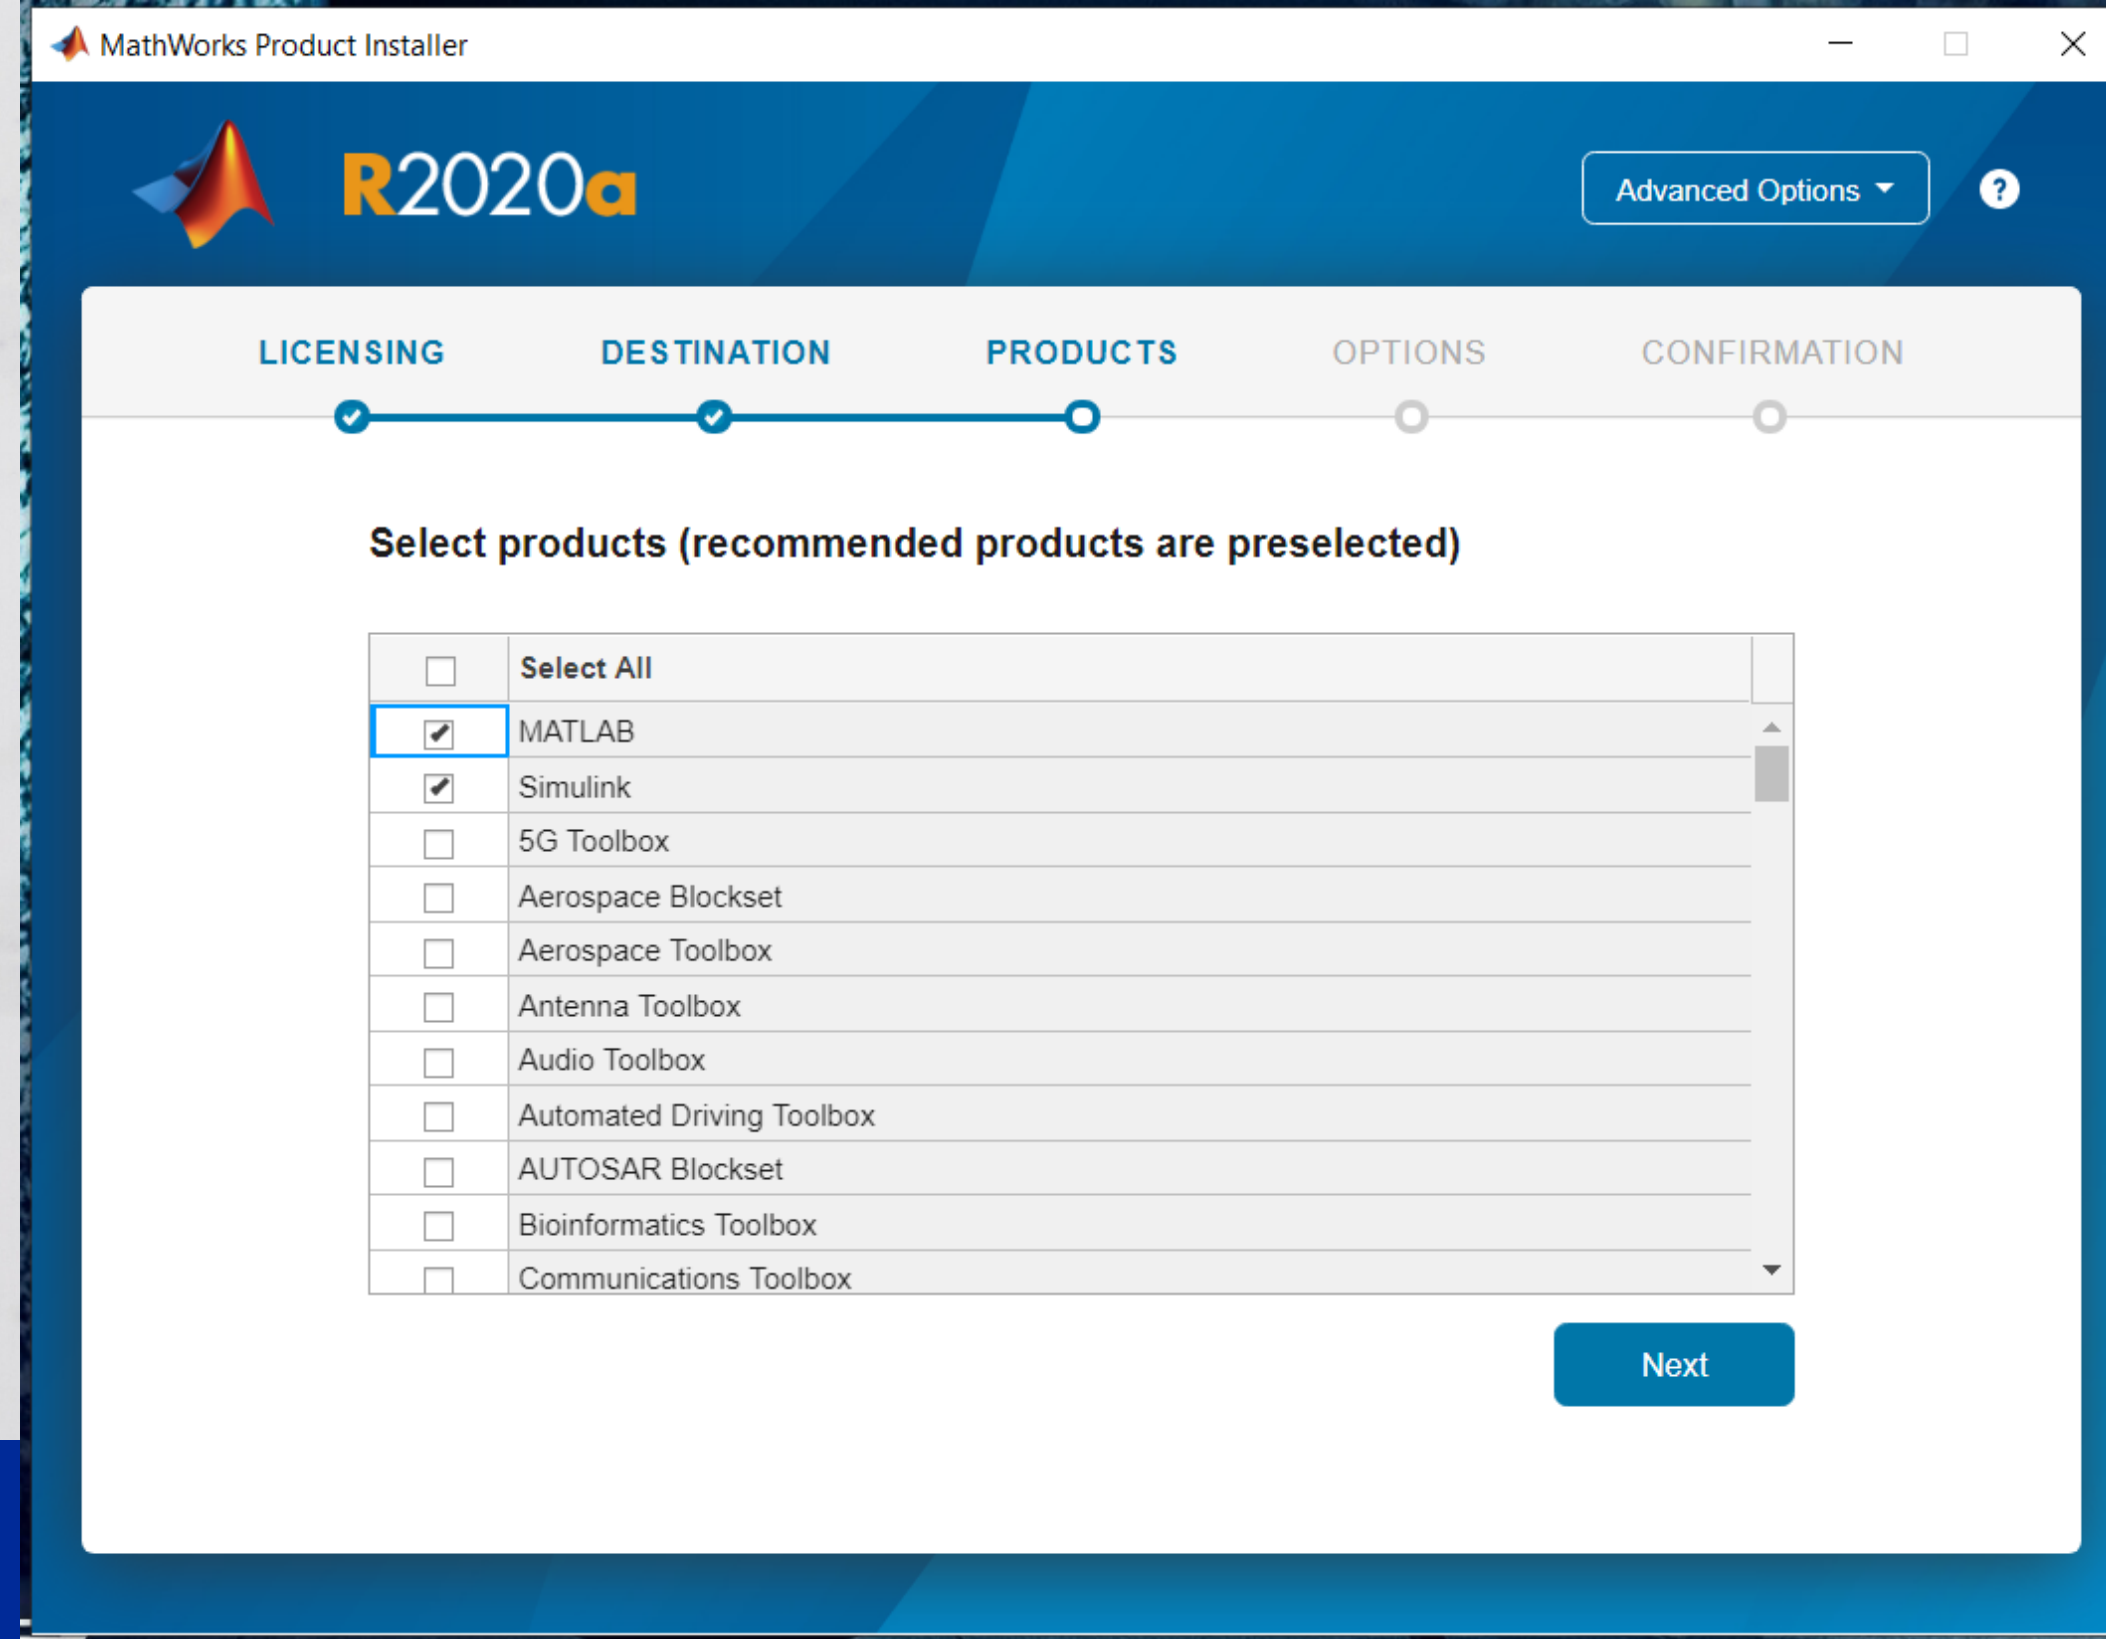 MathWorks Product Installer
R2020a
Advanced Options
?
LICENSING
DESTINATION
PRODUCTS
OPTIONS
CONFIRMATION
Select products (recommended products are preselected)
Select All
MATLAB
Simulink
5G Toolbox
Aerospace Blockset
Aerospace Toolbox
Antenna Toolbox
Audio Toolbox
Automated Driving Toolbox
AUTOSAR Blockset
Bioinformatics Toolbox
Communications Toolbox
Next